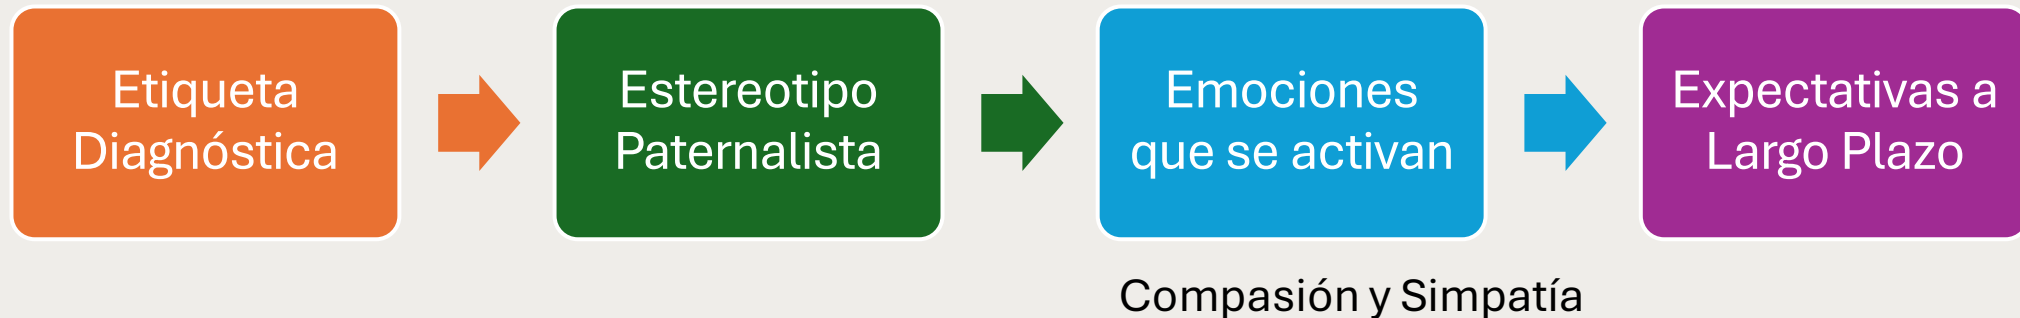 Etiqueta
Diagnóstica
Estereotipo
Paternalista
Emociones
que se activan
Expectativas a
Largo Plazo
Compasión y Simpatía